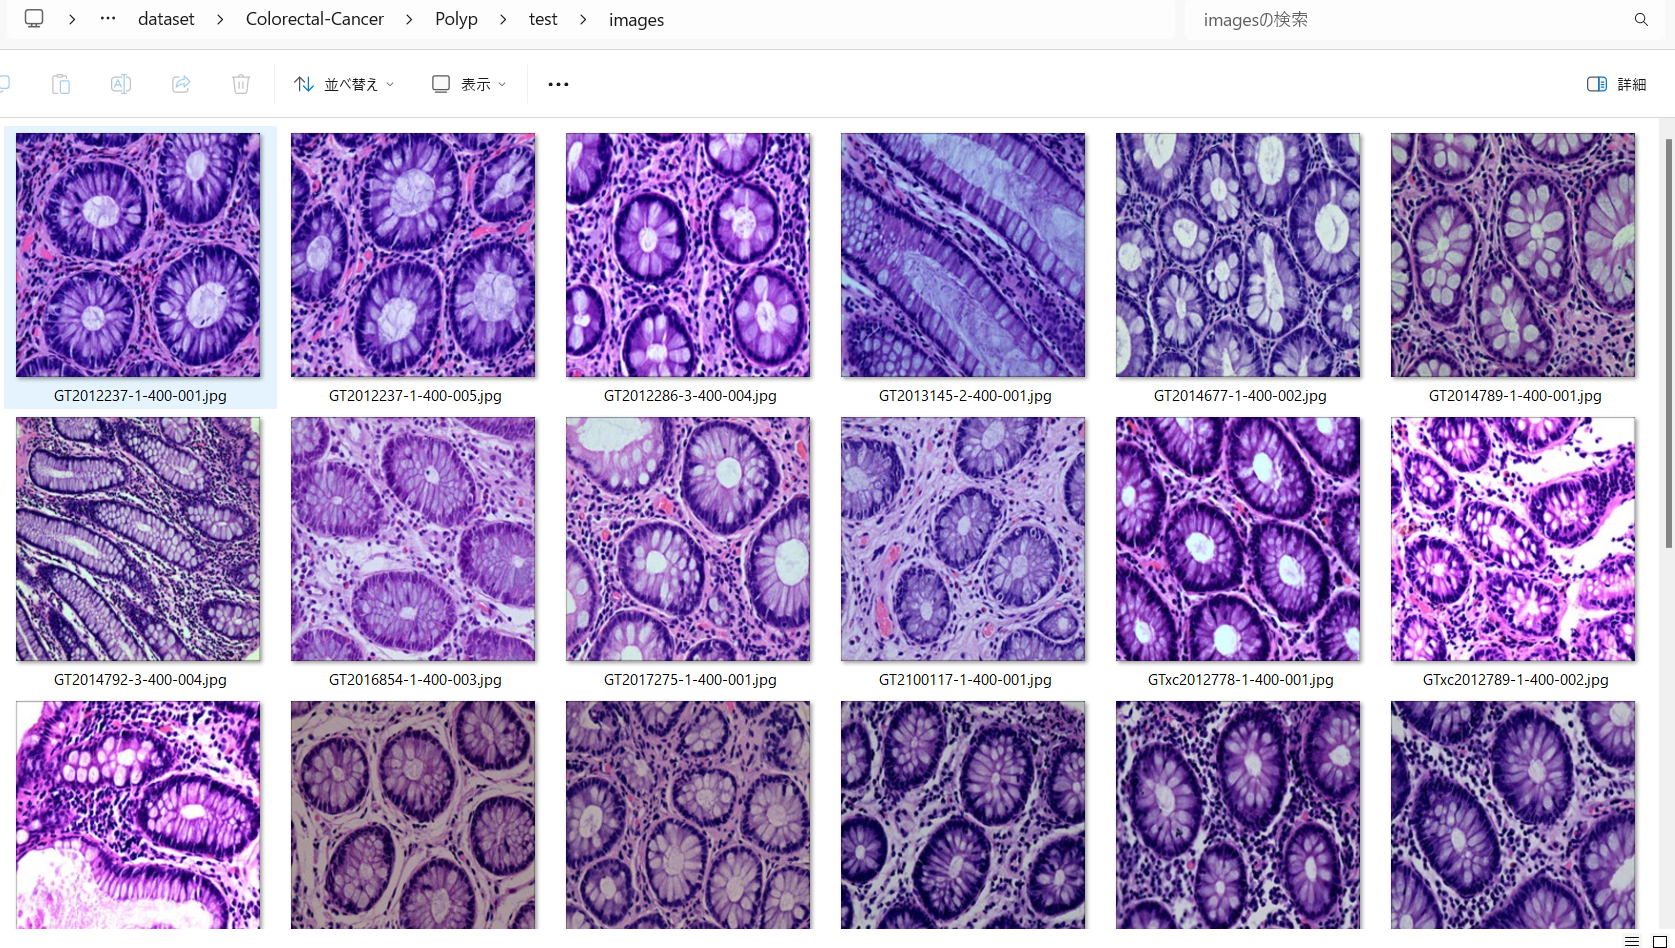 … dataset Colorectal-Cancer Polyp test images
imagesの検索
並べ替え 表示 … 詳細
GT2012237-1-400-001.jpg GT2012237-1-400-005.jpg GT2012286-3-400-004.jpg GT2013145-2-400-001.jpg GT2014677-1-400-002.jpg GT2014789-1-400-001.jpg
GT2014792-3-400-004.jpg GT2016854-1-400-003.jpg GT2017275-1-400-001.jpg GT2100117-1-400-001.jpg GTxc2012778-1-400-001.jpg GTxc2012789-1-400-002.jpg